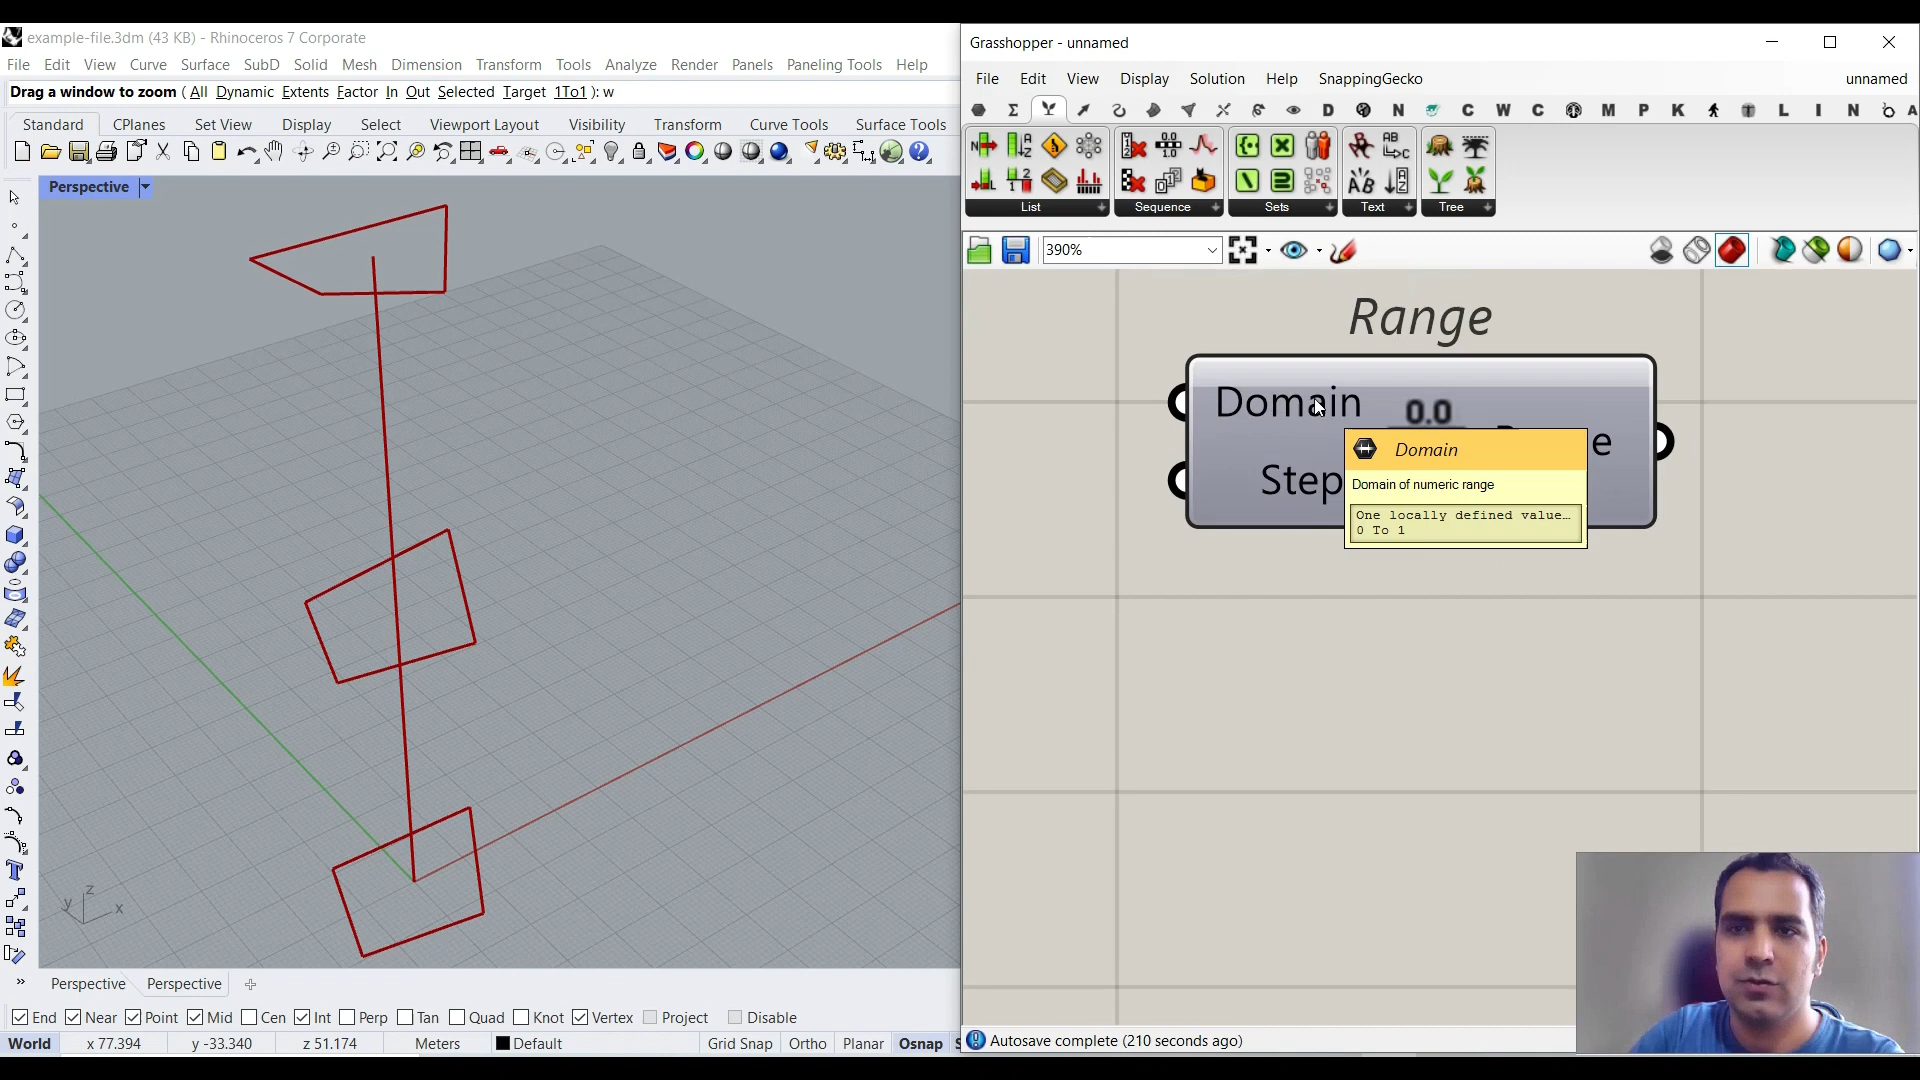 example-file.3dm (43 KB) - Rhinoceros 7 Corporate
File Edit View Curve Surface SubD Solid Mesh Dimension Transform Tools Analyze Render Panels Paneling Tools Help
Drag a window to zoom ( All Dynamic Extents Factor In Out Selected Target 1To1 ): w
Standard CPlanes Set View Display Select Viewport Layout Visibility Transform Curve Tools Surface Tools
Perspective
z
y x
Perspective Perspective
End Near Point Mid Cen Int Perp Tan Quad Knot Vertex Project Disable
World x 77.394 y -33.340 z 51.174 Meters Default Grid Snap Ortho Planar Osnap
Grasshopper - unnamed
File Edit View Display Solution Help SnappingGecko unnamed
D N C W C M P K L I N A
List Sequence Sets Text Tree
390%
Range
Domain
0.0
Step
e
Domain
Domain of numeric range
One locally defined value…
0 To 1
Autosave complete (210 seconds ago)